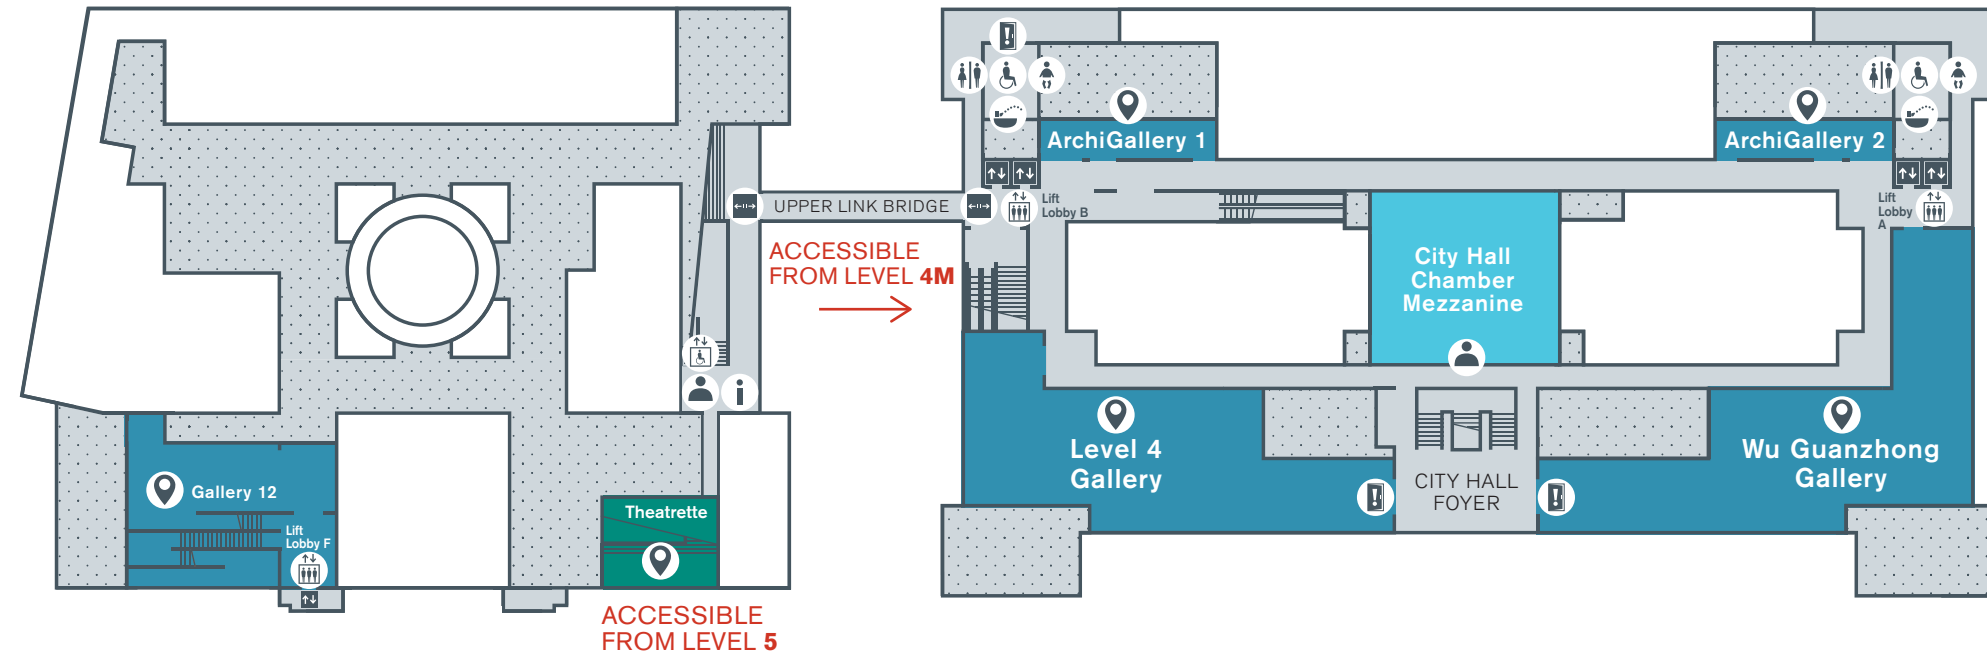 ArchiGallery 1
ArchiGallery 2
UPPER LINK BRIDGE
Lift
Lobby B
Lift
Lobby
A
ACCESSIBLE
FROM LEVEL 4M
City Hall
Chamber
Mezzanine
Level 4
Gallery
Wu Guanzhong
Gallery
CITY HALL
FOYER
Gallery 12
Lift
Lobby F
Theatrette
ACCESSIBLE
FROM LEVEL 5